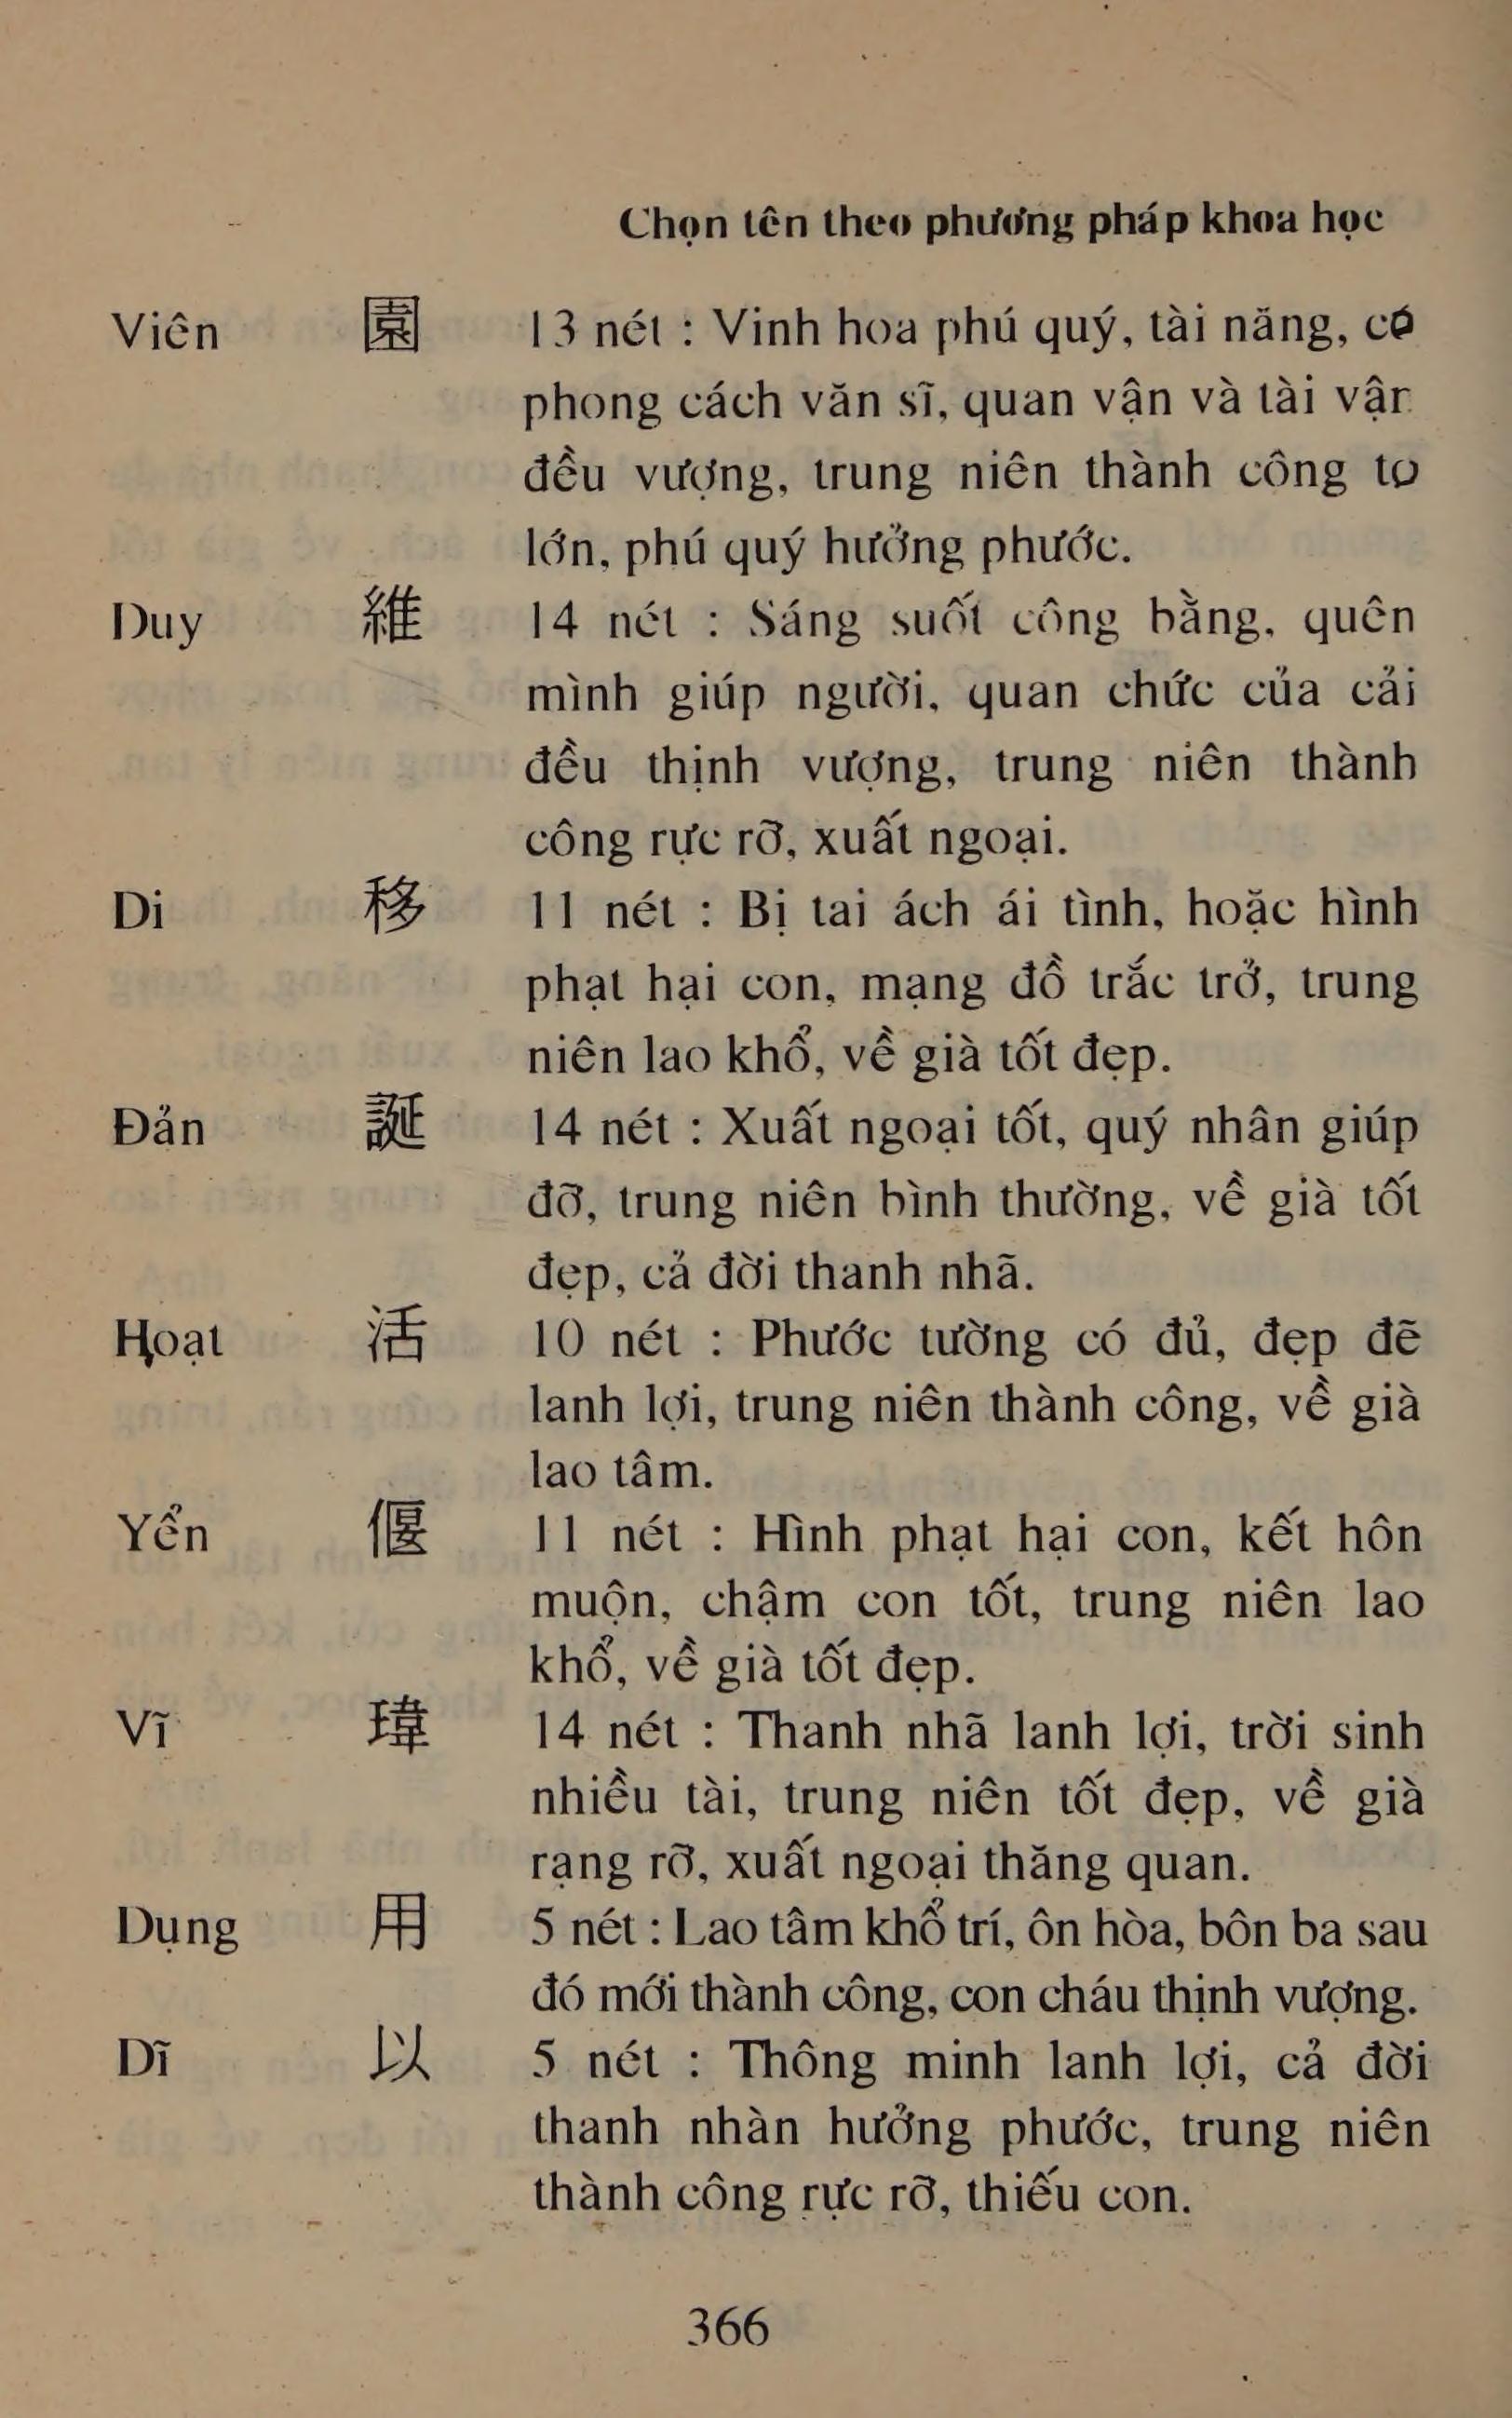 Chọn tên theo phương pháp khoa học
Viên 園 13 nét : Vinh hoa phú quý, tài năng, có
phong cách văn sĩ, quan vận và tài vận
đều vượng, trung niên thành công to
lớn, phú quý hưởng phước.
Duy 維 14 nét : Sáng suốt công bằng, quên
mình giúp người, quan chức của cải
đều thịnh vượng, trung niên thành
công rực rỡ, xuất ngoại.
Di 移 11 nét : Bị tai ách ái tình, hoặc hình
phạt hại con, mạng đồ trắc trở, trung
niên lao khổ, về già tốt đẹp.
Đản 誕 14 nét : Xuất ngoại tốt, quý nhân giúp
đỡ, trung niên bình thường, về già tốt
đẹp, cả đời thanh nhã.
Hoạt 活 10 nét : Phước tường có đủ, đẹp đẽ
lanh lợi, trung niên thành công, về già
lao tâm.
Yển 偃 11 nét : Hình phạt hại con, kết hôn
muộn, chậm con tốt, trung niên lao
khổ, về già tốt đẹp.
Vĩ 瑋 14 nét : Thanh nhã lanh lợi, trời sinh
nhiều tài, trung niên tốt đẹp, về già
rạng rỡ, xuất ngoại thăng quan.
Dụng 用 5 nét : Lao tâm khổ trí, ôn hòa, bôn ba sau
đó mới thành công, con cháu thịnh vượng.
Dĩ 以 5 nét : Thông minh lanh lợi, cả đời
thanh nhàn hưởng phước, trung niên
thành công rực rỡ, thiếu con.
366